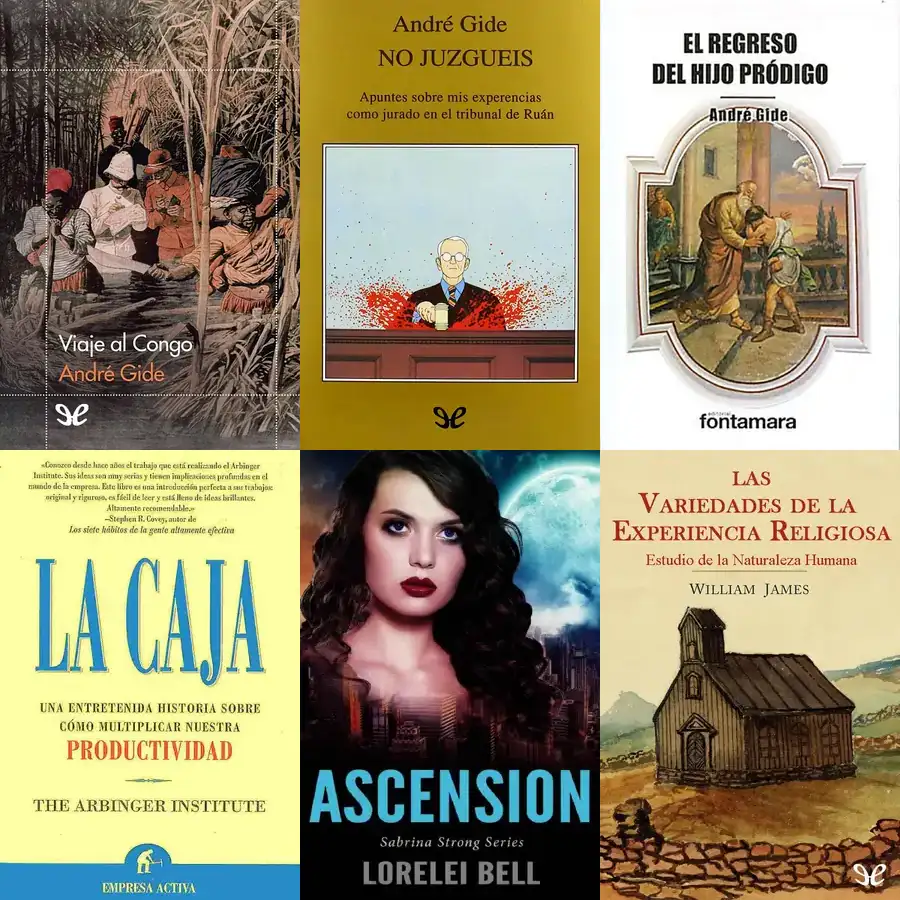 Viaje al Congo
André Gide
André Gide
NO JUZGUEIS
Apuntes sobre mis experencias
como jurado en el tribunal de Ruán
EL REGRESO
DEL HIJO PRÓDIGO
André Gide
editorial
fontamara
«Conozco desde hace años el trabajo que está realizando el Arbinger
Institute. Sus ideas son muy serias y tienen implicaciones profundas en el
mundo de la empresa. Este libro es una introducción perfecta a sus trabajos:
original y riguroso, es fácil de leer y está lleno de ideas brillantes.
Altamente recomendable.»
–Stephen R. Covey, autor de
Los siete hábitos de la gente altamente efectiva
LA CAJA
UNA ENTRETENIDA HISTORIA SOBRE
CÓMO MULTIPLICAR NUESTRA
PRODUCTIVIDAD
THE ARBINGER INSTITUTE
EMPRESA ACTIVA
ASCENSION
Sabrina Strong Series
LORELEI BELL
LAS
VARIEDADES DE LA
EXPERIENCIA RELIGIOSA
Estudio de la Naturaleza Humana
WILLIAM JAMES